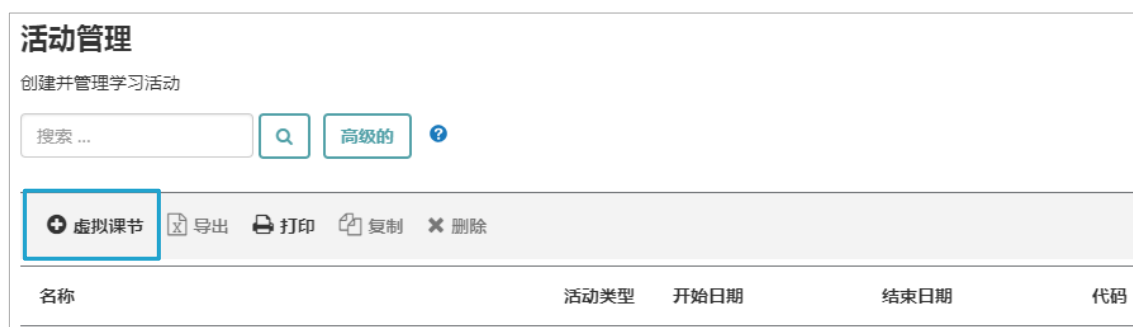 活动管理
创建并管理学习活动
搜索 ... 高级的
虚拟课节 导出 打印 复制 删除
名称 活动类型 开始日期 结束日期 代码